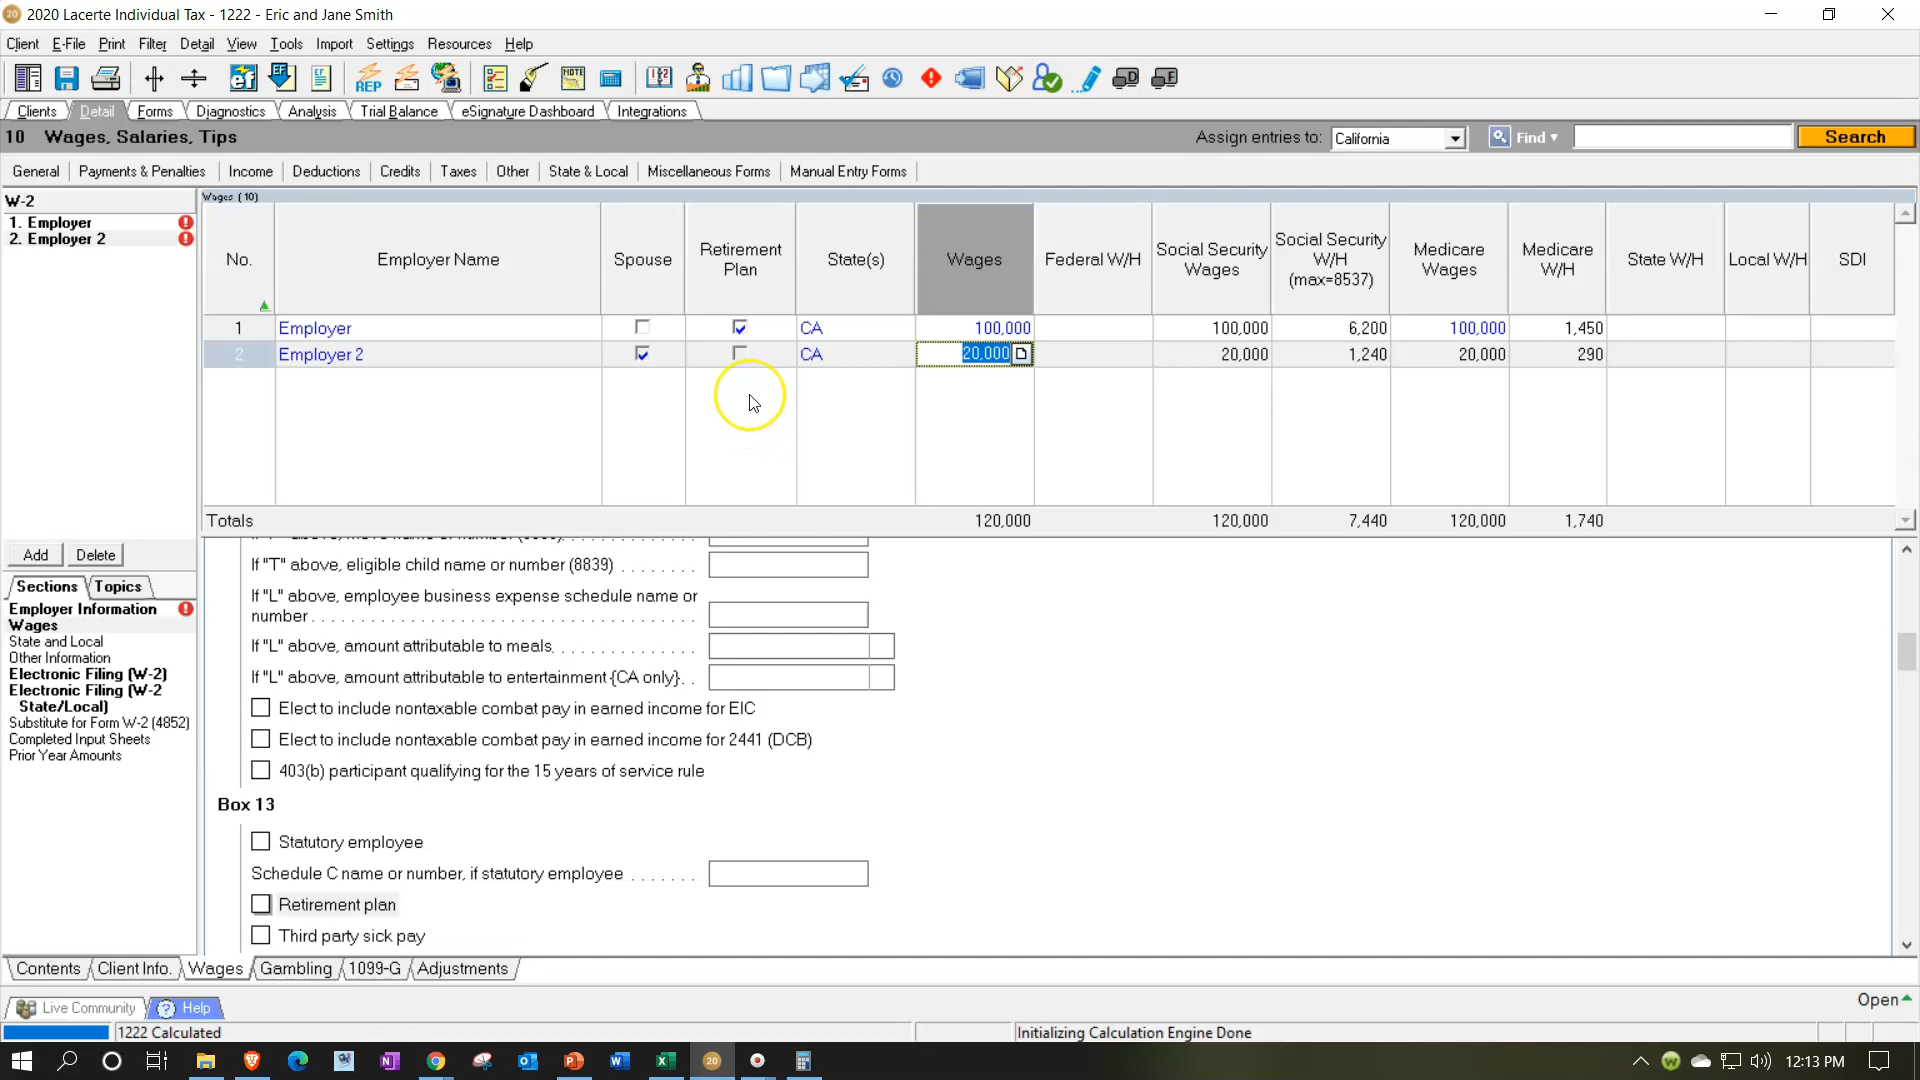 20 2020 Lacerte Individual Tax - 1222 - Eric and Jane Smith
Client E-File Print Filter Detail View Tools Import Settings Resources Help
ef EF REP NOTE D F
Clients Detail Forms Diagnostics Analysis Trial Balance eSignature Dashboard Integrations
10 Wages, Salaries, Tips Assign entries to: California Find Search
General Payments & Penalties Income Deductions Credits Taxes Other State & Local Miscellaneous Forms Manual Entry Forms
W-2
1. Employer
2. Employer 2
Wages (10)
No. Employer Name Spouse Retirement Plan State(s) Wages Federal W/H Social Security Wages Social Security W/H (max=8537) Medicare Wages Medicare W/H State W/H Local W/H SDI
1 Employer CA 100,000 100,000 6,200 100,000 1,450
2 Employer 2 CA 20,000 20,000 1,240 20,000 290
Totals 120,000 120,000 7,440 120,000 1,740
Add Delete
Sections Topics
Employer Information
Wages
State and Local
Other Information
Electronic Filing (W-2)
Electronic Filing (W-2
State/Local)
Substitute for Form W-2 (4852)
Completed Input Sheets
Prior Year Amounts
If "T" above, eligible child name or number (8839) . . . . . . . .
If "L" above, employee business expense schedule name or
number. . . . . . . . . . . . . . . . . . . . . . . . . . . . . . . . . . . . . . .
If "L" above, amount attributable to meals. . . . . . . . . . . . . . .
If "L" above, amount attributable to entertainment {CA only}. .
Elect to include nontaxable combat pay in earned income for EIC
Elect to include nontaxable combat pay in earned income for 2441 (DCB)
403(b) participant qualifying for the 15 years of service rule
Box 13
Statutory employee
Schedule C name or number, if statutory employee . . . . . . .
Retirement plan
Third party sick pay
Contents Client Info. Wages Gambling 1099-G Adjustments
Live Community Help Open
1222 Calculated Initializing Calculation Engine Done
20 12:13 PM